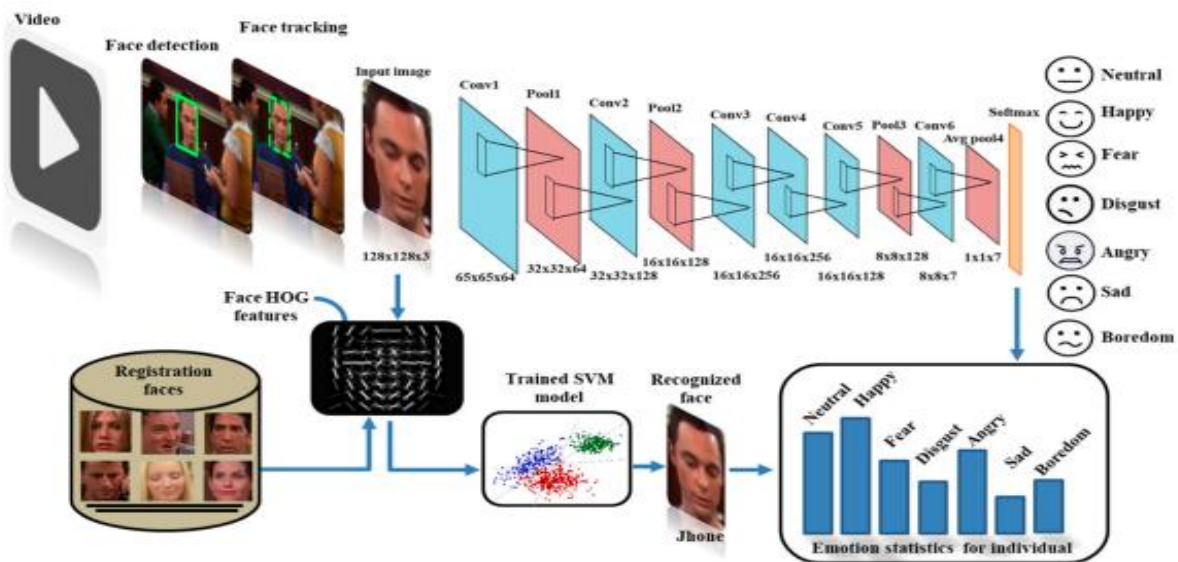 Video
Face detection
Face tracking
Input image
128x128x3
Conv1
Pool1
Conv2
Pool2
Conv3
Conv4
Conv5
Pool3
Conv6
Avg pool4
Softmax
65x65x64
32x32x64
32x32x128
16x16x128
16x16x256
16x16x256
16x16x128
8x8x128
8x8x7
1x1x7
Neutral
Happy
Fear
Disgust
Angry
Sad
Boredom
Face HOG
features
Registration
faces
Trained SVM
model
Recognized
face
Jhone
Neutral
Happy
Fear
Disgust
Angry
Sad
Boredom
Emotion statistics for individual